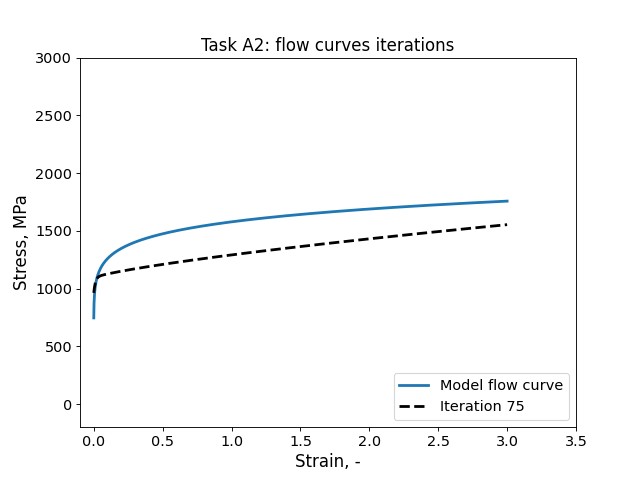 Task A2: flow curves iterations
Stress, MPa
3000
2500
2000
1500
1000
500
0
Model flow curve
Iteration 75
0.0 0.5 1.0 1.5 2.0 2.5 3.0 3.5
Strain, -